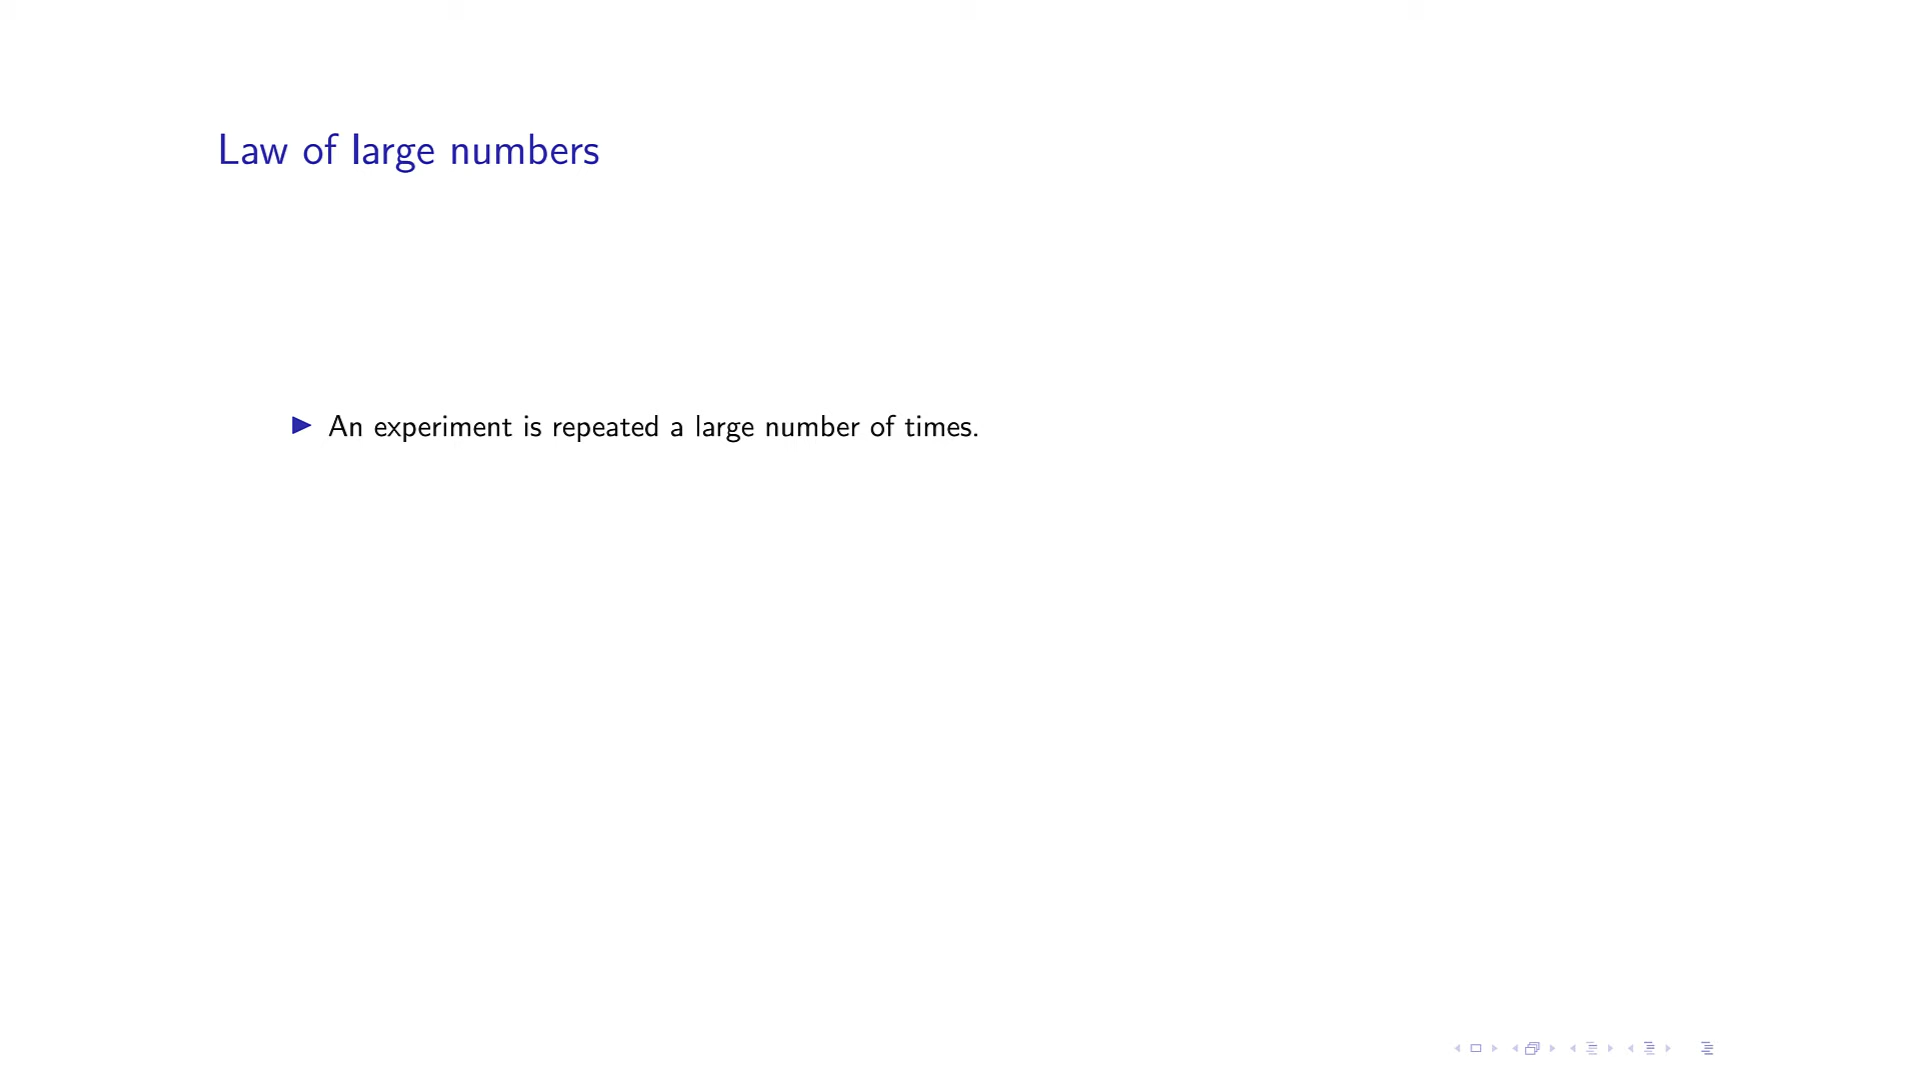 Law of large numbers
An experiment is repeated a large number of times.